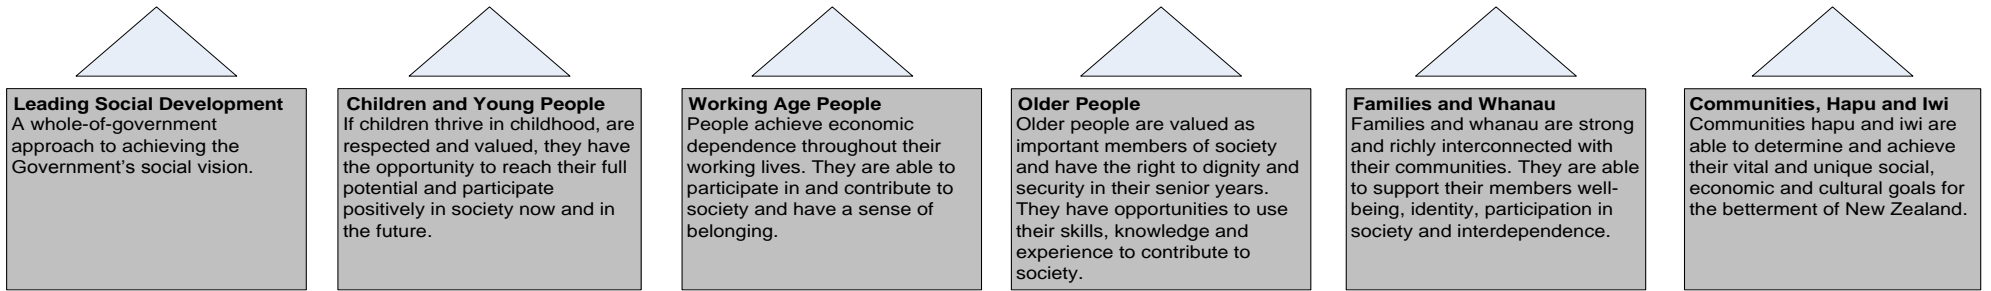 Leading Social Development
A whole-of-government
approach to achieving the
Government's social vision.
Children and Young People
If children thrive in childhood, are
respected and valued, they have
the opportunity to reach their full
potential and participate
positively in society now and in
the future.
Working Age People
People achieve economic
dependence throughout their
working lives. They are able to
participate in and contribute to
society and have a sense of
belonging.
Older People
Older people are valued as
important members of society
and have the right to dignity and
security in their senior years.
They have opportunities to use
their skills, knowledge and
experience to contribute to
society.
Families and Whanau
Families and whanau are strong
and richly interconnected with
their communities. They are able
to support their members well-
being, identity, participation in
society and interdependence.
Communities, Hapu and Iwi
Communities hapu and iwi are
able to determine and achieve
their vital and unique social,
economic and cultural goals for
the betterment of New Zealand.